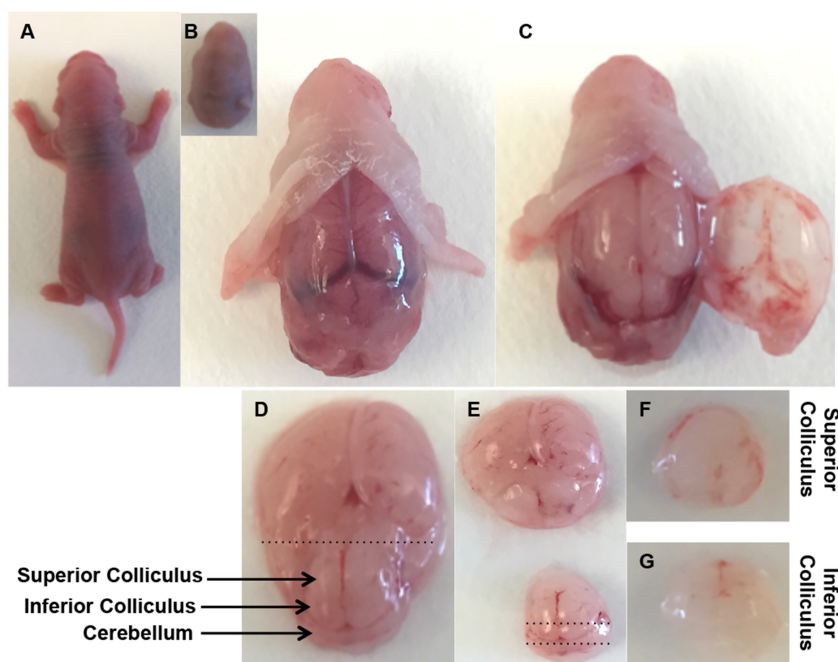 A
B
C
D
E
F
G
Superior
Colliculus
Inferior
Colliculus
Superior Colliculus
Inferior Colliculus
Cerebellum